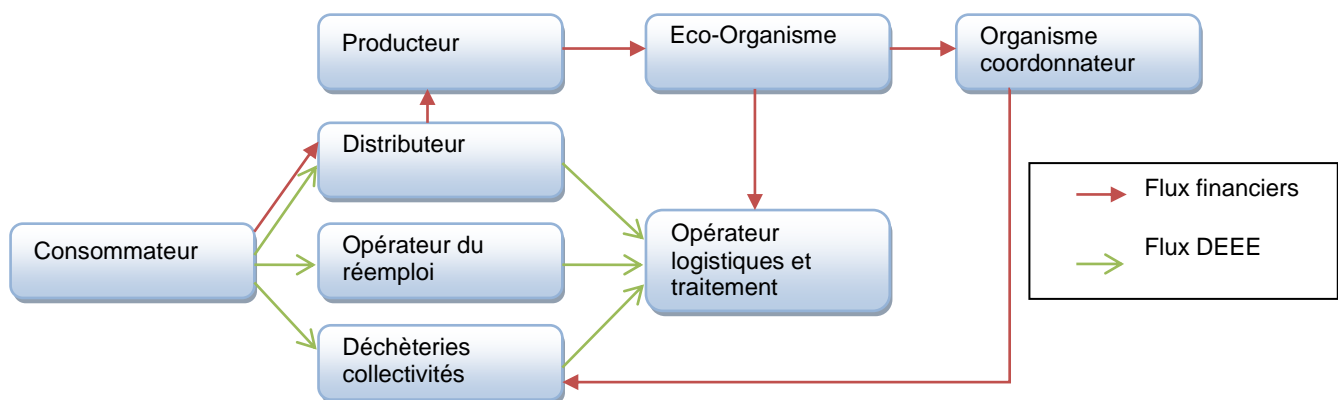 Producteur
Eco-Organisme
Organisme
coordonnateur
Distributeur
Flux financiers
Consommateur
Opérateur du
réemploi
Opérateur
logistiques et
traitement
Flux DEEE
Déchèteries
collectivités